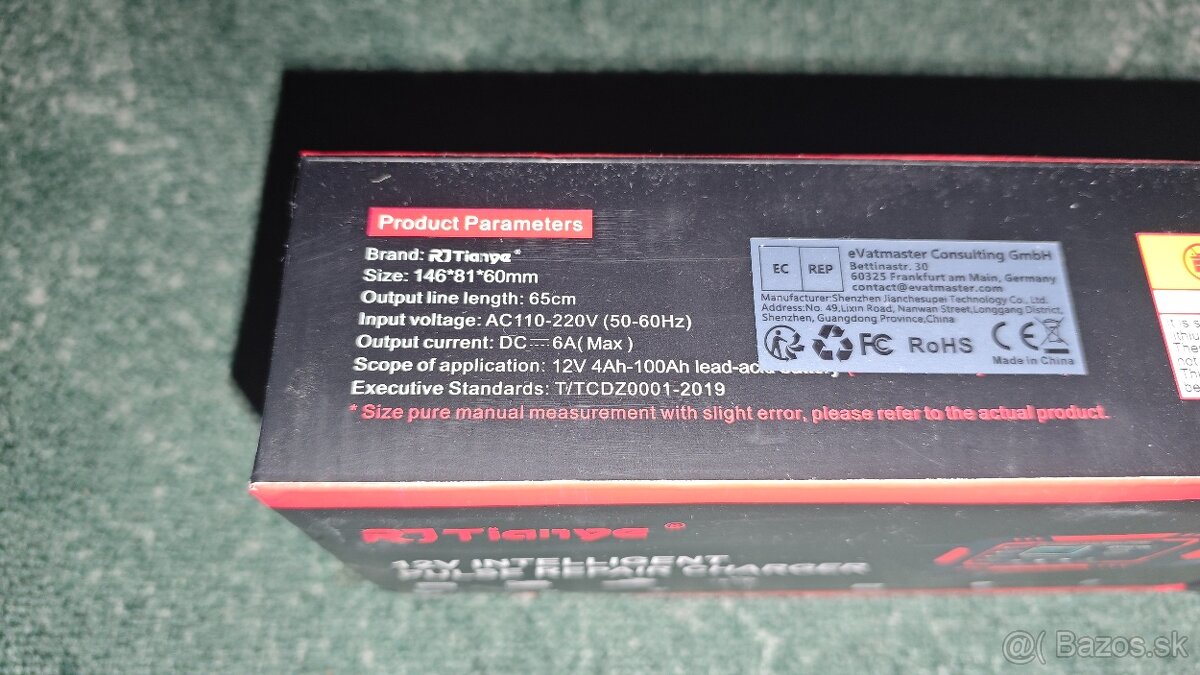 Product Parameters
Brand: RJTianye®
Size: 146*81*60mm
Output line length: 65cm
Input voltage: AC110-220V (50-60Hz)
Output current: DC⎓6A(Max)
Scope of application: 12V 4Ah-100Ah lead-acid battery
Executive Standards: T/TCDZ0001-2019
* Size pure manual measurement with slight error, please refer to the actual product.
EC REP
eVatmaster Consulting GmbH
Bettinastr. 30
60325 Frankfurt am Main, Germany
contact@evatmaster.com
Manufacturer:Shenzhen Jianchesupei Technology Co., Ltd.
Address:No. 49,Lixin Road, Nanwan Street,Longgang District,
Shenzhen, Guangdong Province,China
FC RoHS CE
Made in China
RJTianye®
12V INTELLIGENT
PULSE REPAIR CHARGER
@( Bazos.sk